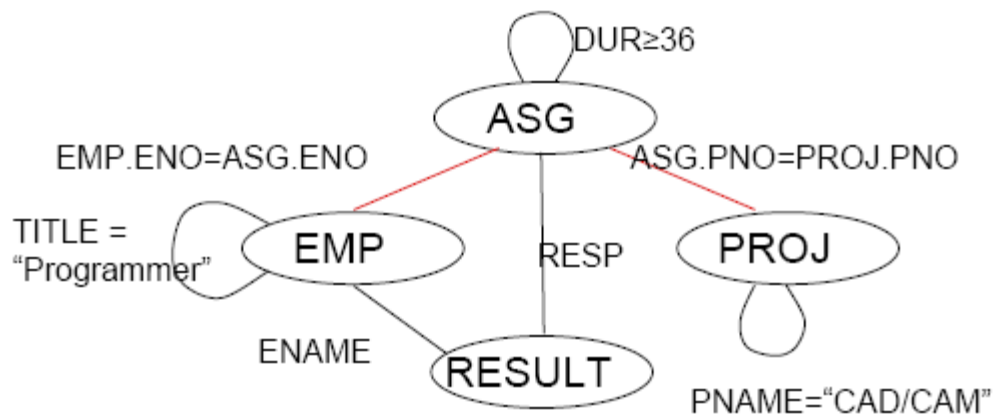 DUR≥36
ASG
EMP.ENO=ASG.ENO
ASG.PNO=PROJ.PNO
TITLE =
“Programmer”
EMP
RESP
PROJ
ENAME
RESULT
PNAME=“CAD/CAM”